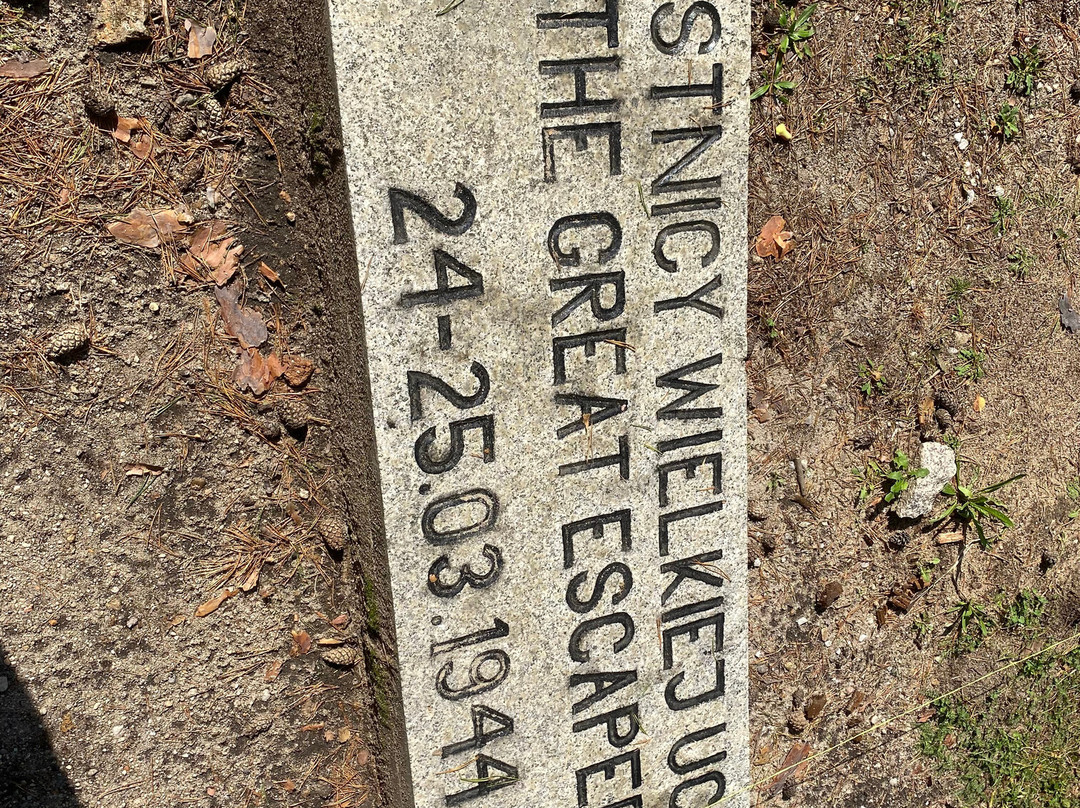 STNICY WIELKIEJ UC
THE GREAT ESCAPE
24-25.03.1944